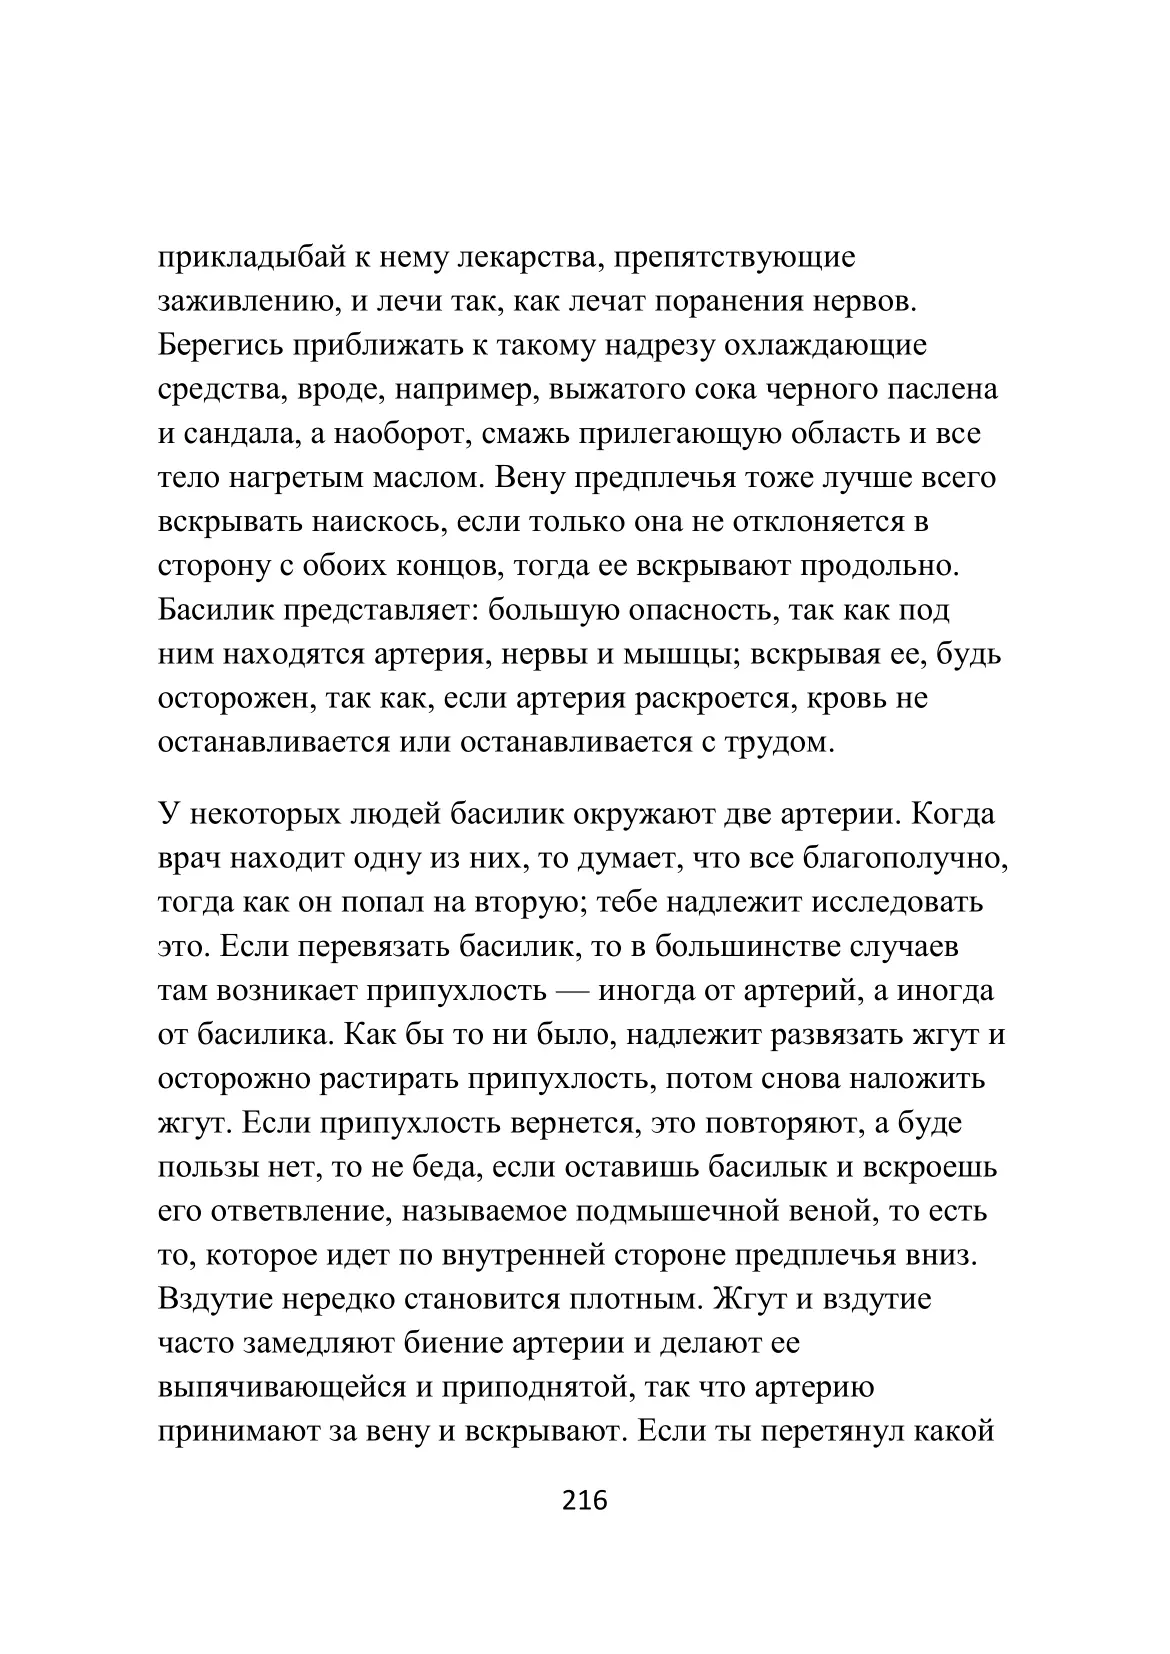 прикладыбай к нему лекарства, препятствующие
заживлению, и лечи так, как лечат поранения нервов.
Берегись приближать к такому надрезу охлаждающие
средства, вроде, например, выжатого сока черного паслена
и сандала, а наоборот, смажь прилегающую область и все
тело нагретым маслом. Вену предплечья тоже лучше всего
вскрывать наискось, если только она не отклоняется в
сторону с обоих концов, тогда ее вскрывают продольно.
Басилик представляет: большую опасность, так как под
ним находятся артерия, нервы и мышцы; вскрывая ее, будь
осторожен, так как, если артерия раскроется, кровь не
останавливается или останавливается с трудом.
У некоторых людей басилик окружают две артерии. Когда
врач находит одну из них, то думает, что все благополучно,
тогда как он попал на вторую; тебе надлежит исследовать
это. Если перевязать басилик, то в большинстве случаев
там возникает припухлость — иногда от артерий, а иногда
от басилика. Как бы то ни было, надлежит развязать жгут и
осторожно растирать припухлость, потом снова наложить
жгут. Если припухлость вернется, это повторяют, а буде
пользы нет, то не беда, если оставишь басилык и вскроешь
его ответвление, называемое подмышечной веной, то есть
то, которое идет по внутренней стороне предплечья вниз.
Вздутие нередко становится плотным. Жгут и вздутие
часто замедляют биение артерии и делают ее
выпячивающейся и приподнятой, так что артерию
принимают за вену и вскрывают. Если ты перетянул какой
216